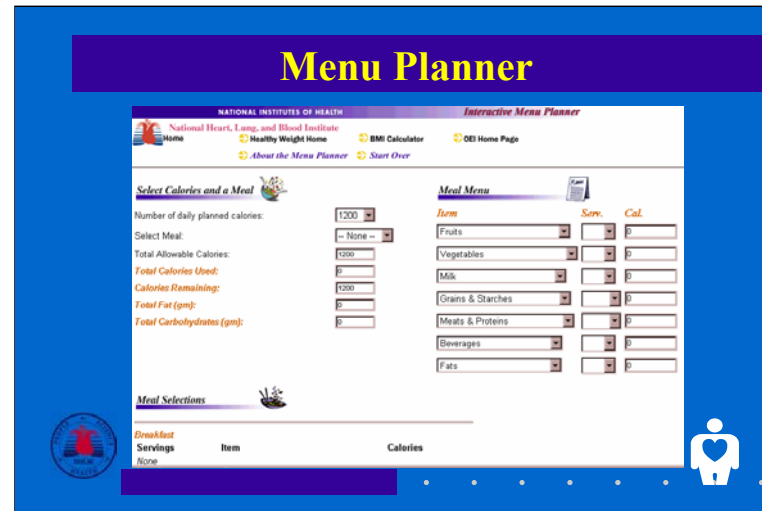 Menu Planner
NATIONAL INSTITUTES OF HEALTH
Interactive Menu Planner
National Heart, Lung, and Blood Institute
Home
Healthy Weight Home
BMI Calculator
OEI Home Page
About the Menu Planner
Start Over
Select Calories and a Meal
Number of daily planned calories: 1200
Select Meal: -- None --
Total Allowable Calories: 1200
Total Calories Used: 0
Calories Remaining: 1200
Total Fat (gm): 0
Total Carbohydrates (gm): 0
Meal Menu
Item Serv. Cal.
Fruits 0
Vegetables 0
Milk 0
Grains & Starches 0
Meats & Proteins 0
Beverages 0
Fats 0
Meal Selections
Breakfast
Servings Item Calories
None